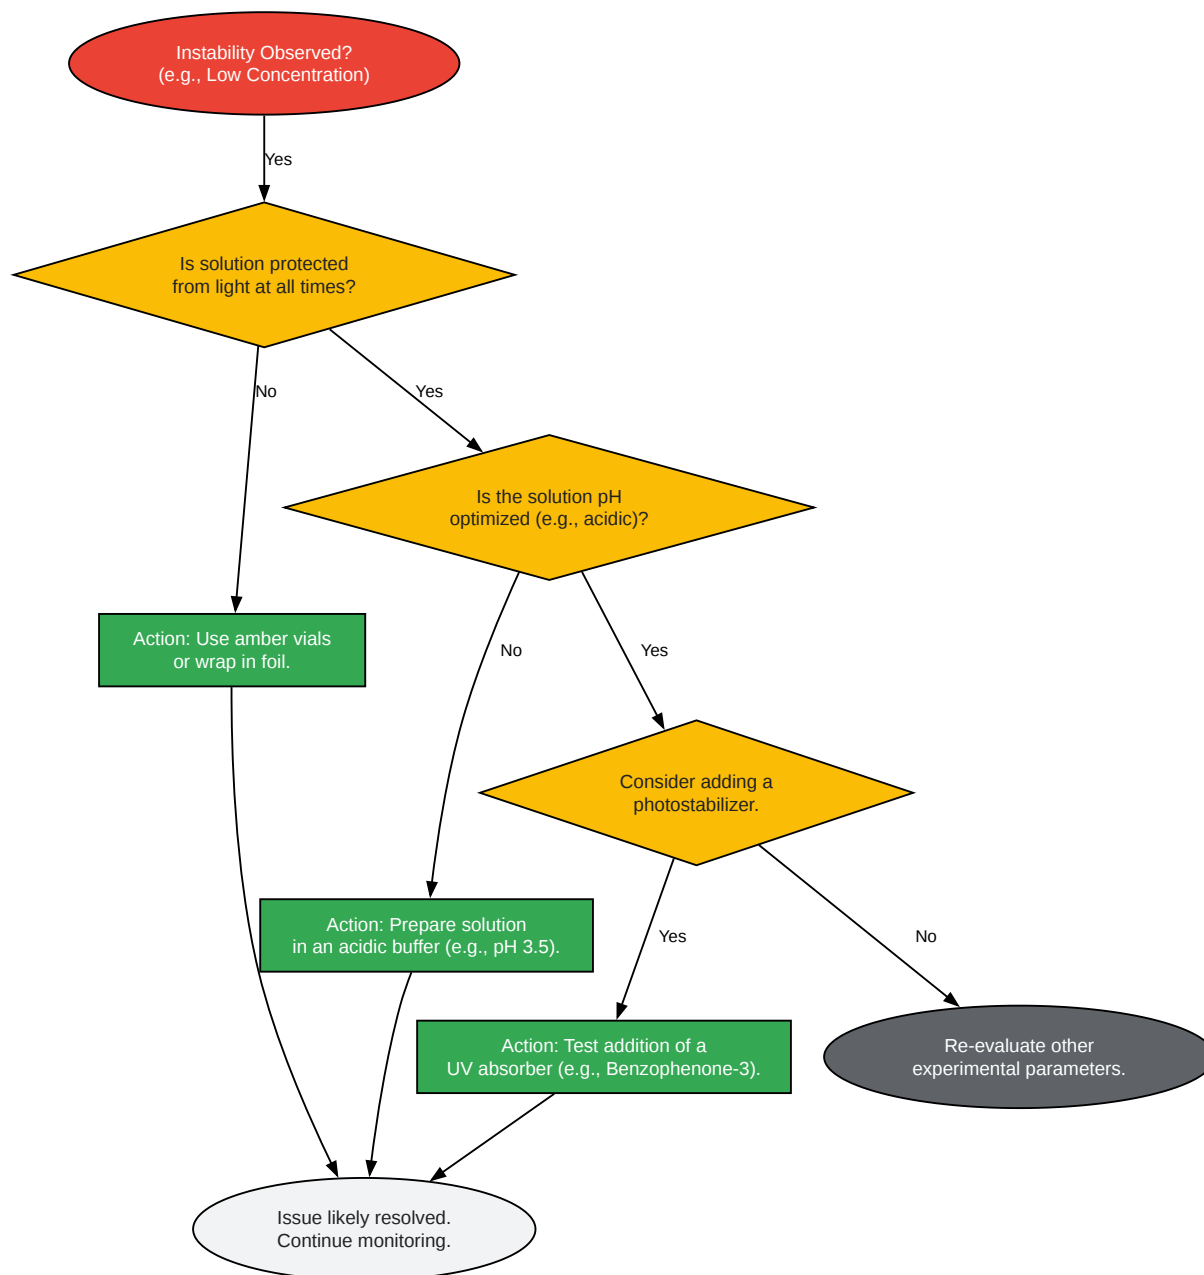 Instability Observed?
(e.g., Low Concentration)
Yes
Is solution protected
from light at all times?
No
Yes
Is the solution pH
optimized (e.g., acidic)?
Action: Use amber vials
or wrap in foil.
No
Yes
Consider adding a
photostabilizer.
Action: Prepare solution
in an acidic buffer (e.g., pH 3.5).
Yes
No
Action: Test addition of a
UV absorber (e.g., Benzophenone-3).
Re-evaluate other
experimental parameters.
Issue likely resolved.
Continue monitoring.